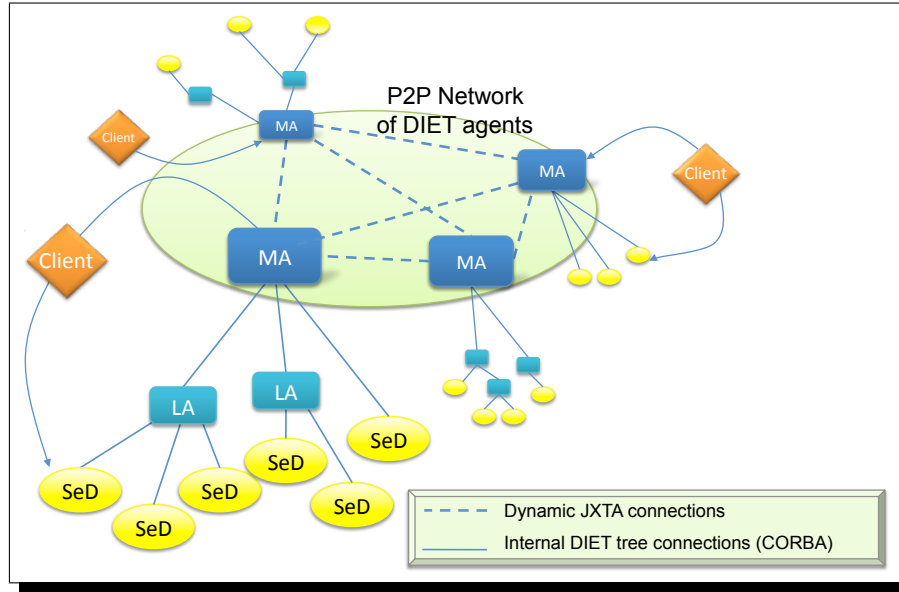 P2P Network
of DIET agents
MA
Client
MA
Client
MA
MA
Client
LA
LA
SeD
SeD
SeD
SeD
SeD
SeD
Dynamic JXTA connections
Internal DIET tree connections (CORBA)